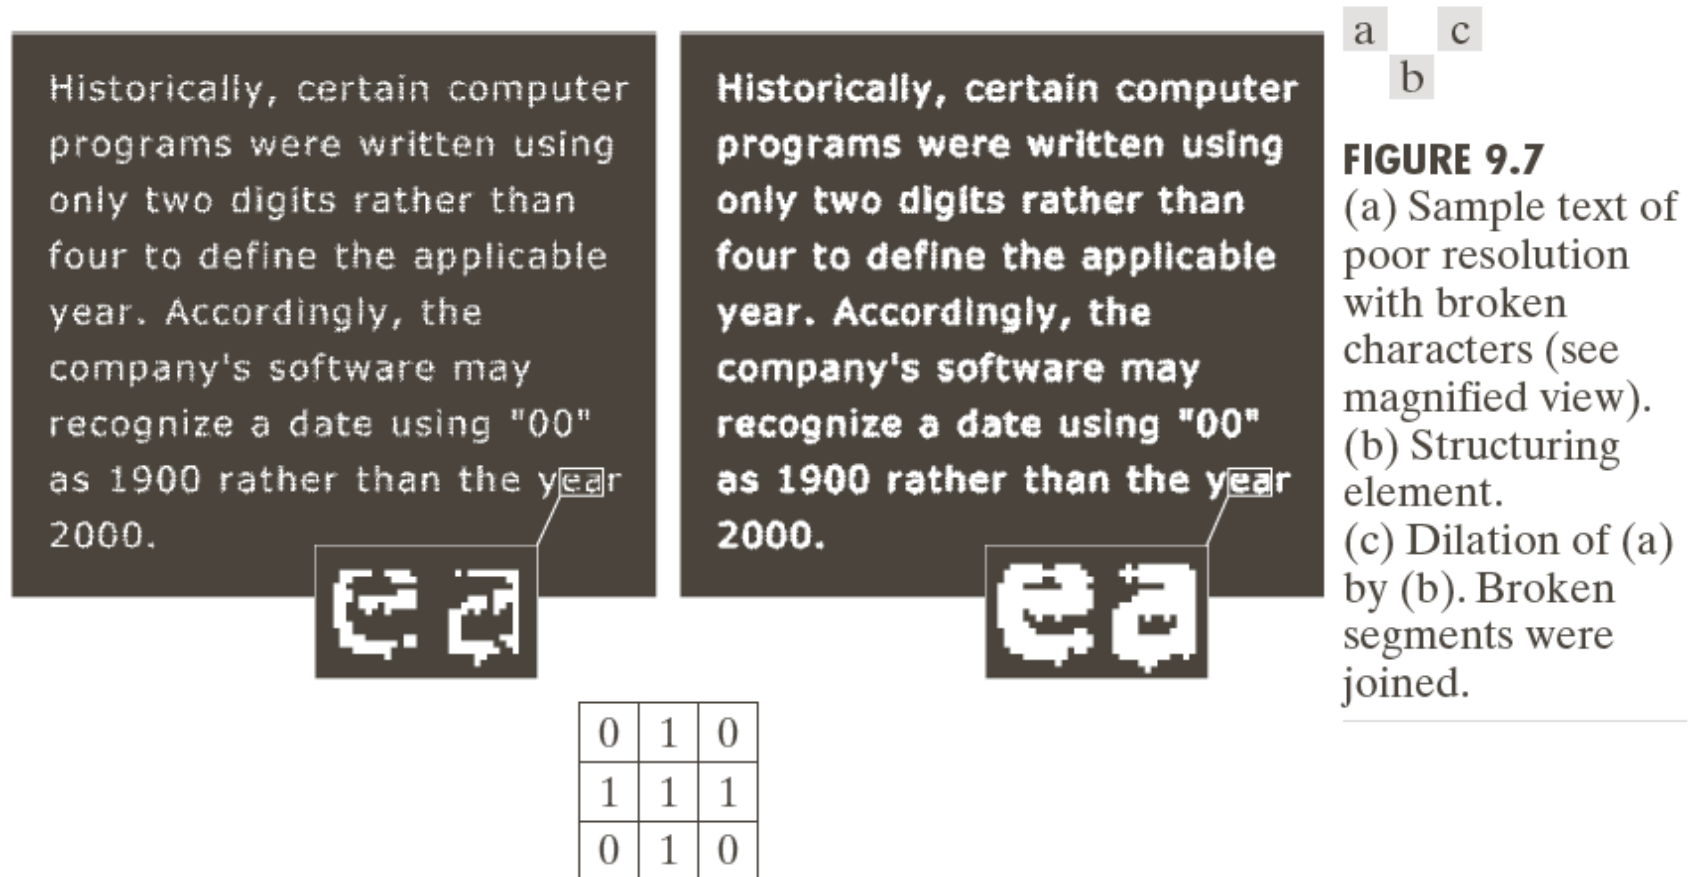 Historically, certain computer
programs were written using
only two digits rather than
four to define the applicable
year. Accordingly, the
company's software may
recognize a date using "00"
as 1900 rather than the year
2000.
e a
Historically, certain computer
programs were written using
only two digits rather than
four to define the applicable
year. Accordingly, the
company's software may
recognize a date using "00"
as 1900 rather than the year
2000.
e a
0 1 0
1 1 1
0 1 0
a c
b
FIGURE 9.7
(a) Sample text of
poor resolution
with broken
characters (see
magnified view).
(b) Structuring
element.
(c) Dilation of (a)
by (b). Broken
segments were
joined.